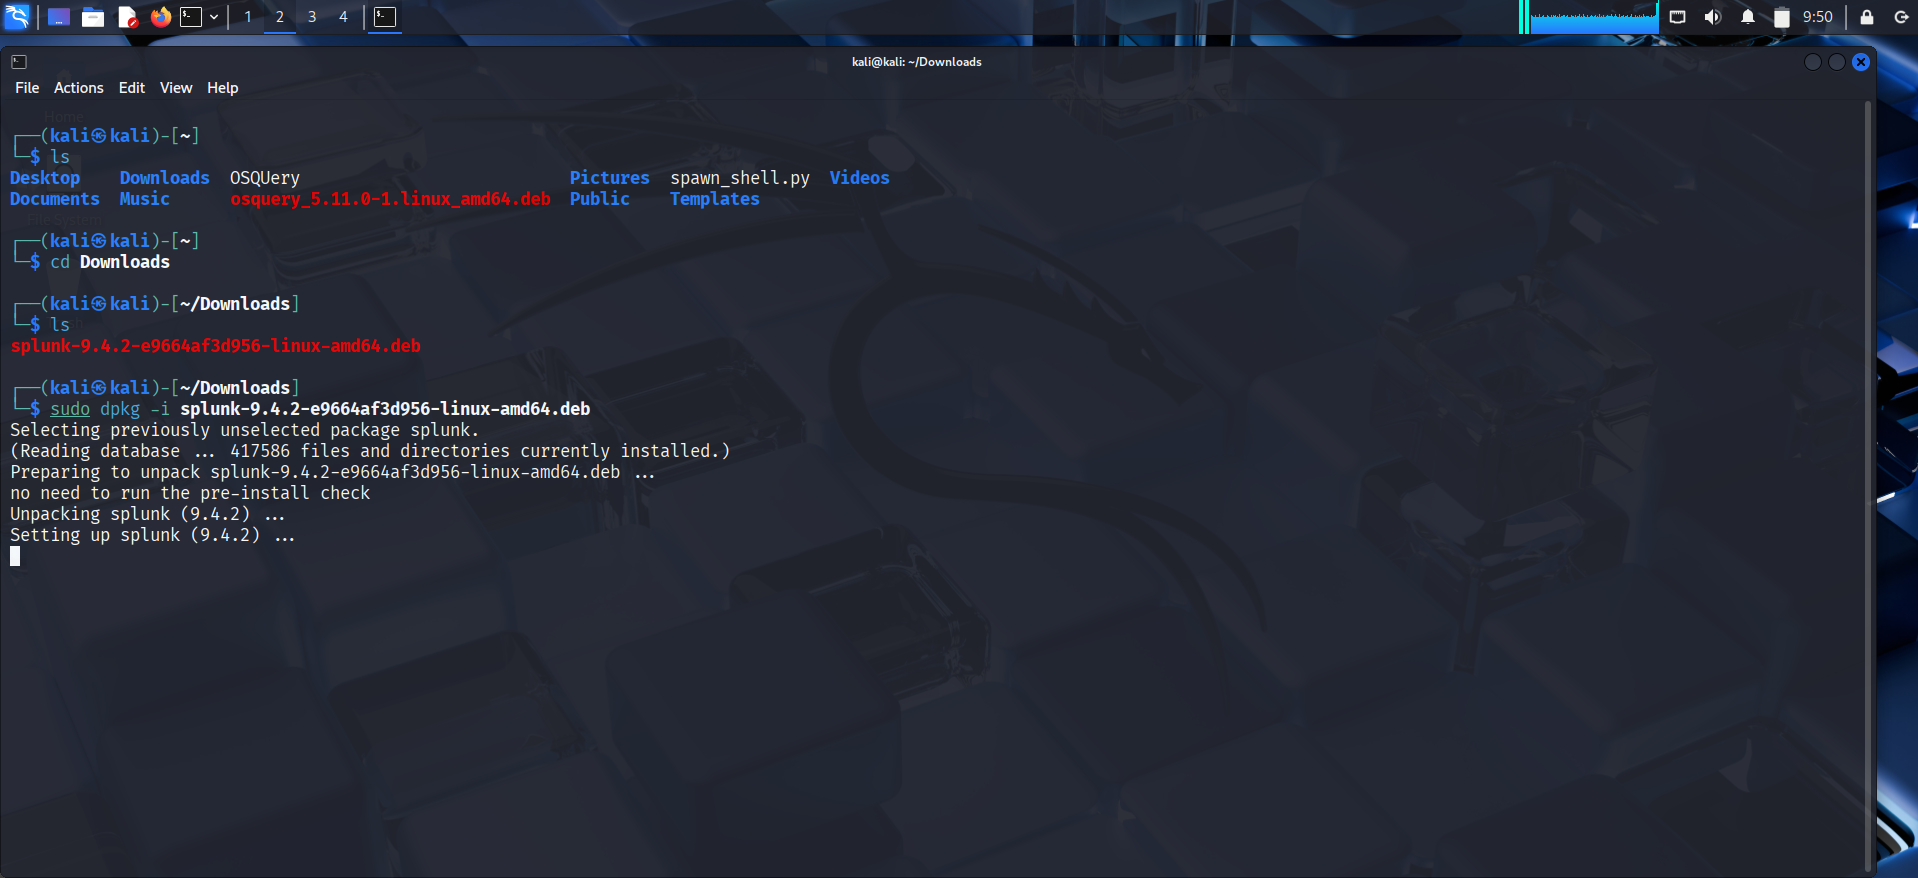 1 2 3 4 9:50
kali@kali: ~/Downloads
File Actions Edit View Help
Home
┌──(kali㉿kali)-[~]
└─$ ls
Desktop Downloads OSQUery Pictures spawn_shell.py Videos
Documents Music osquery_5.11.0-1.linux_amd64.deb Public Templates
File System
┌──(kali㉿kali)-[~]
└─$ cd Downloads
┌──(kali㉿kali)-[~/Downloads]
└─$ ls
splunk-9.4.2-e9664af3d956-linux-amd64.deb
┌──(kali㉿kali)-[~/Downloads]
└─$ sudo dpkg -i splunk-9.4.2-e9664af3d956-linux-amd64.deb
Selecting previously unselected package splunk.
(Reading database ... 417586 files and directories currently installed.)
Preparing to unpack splunk-9.4.2-e9664af3d956-linux-amd64.deb ...
no need to run the pre-install check
Unpacking splunk (9.4.2) ...
Setting up splunk (9.4.2) ...